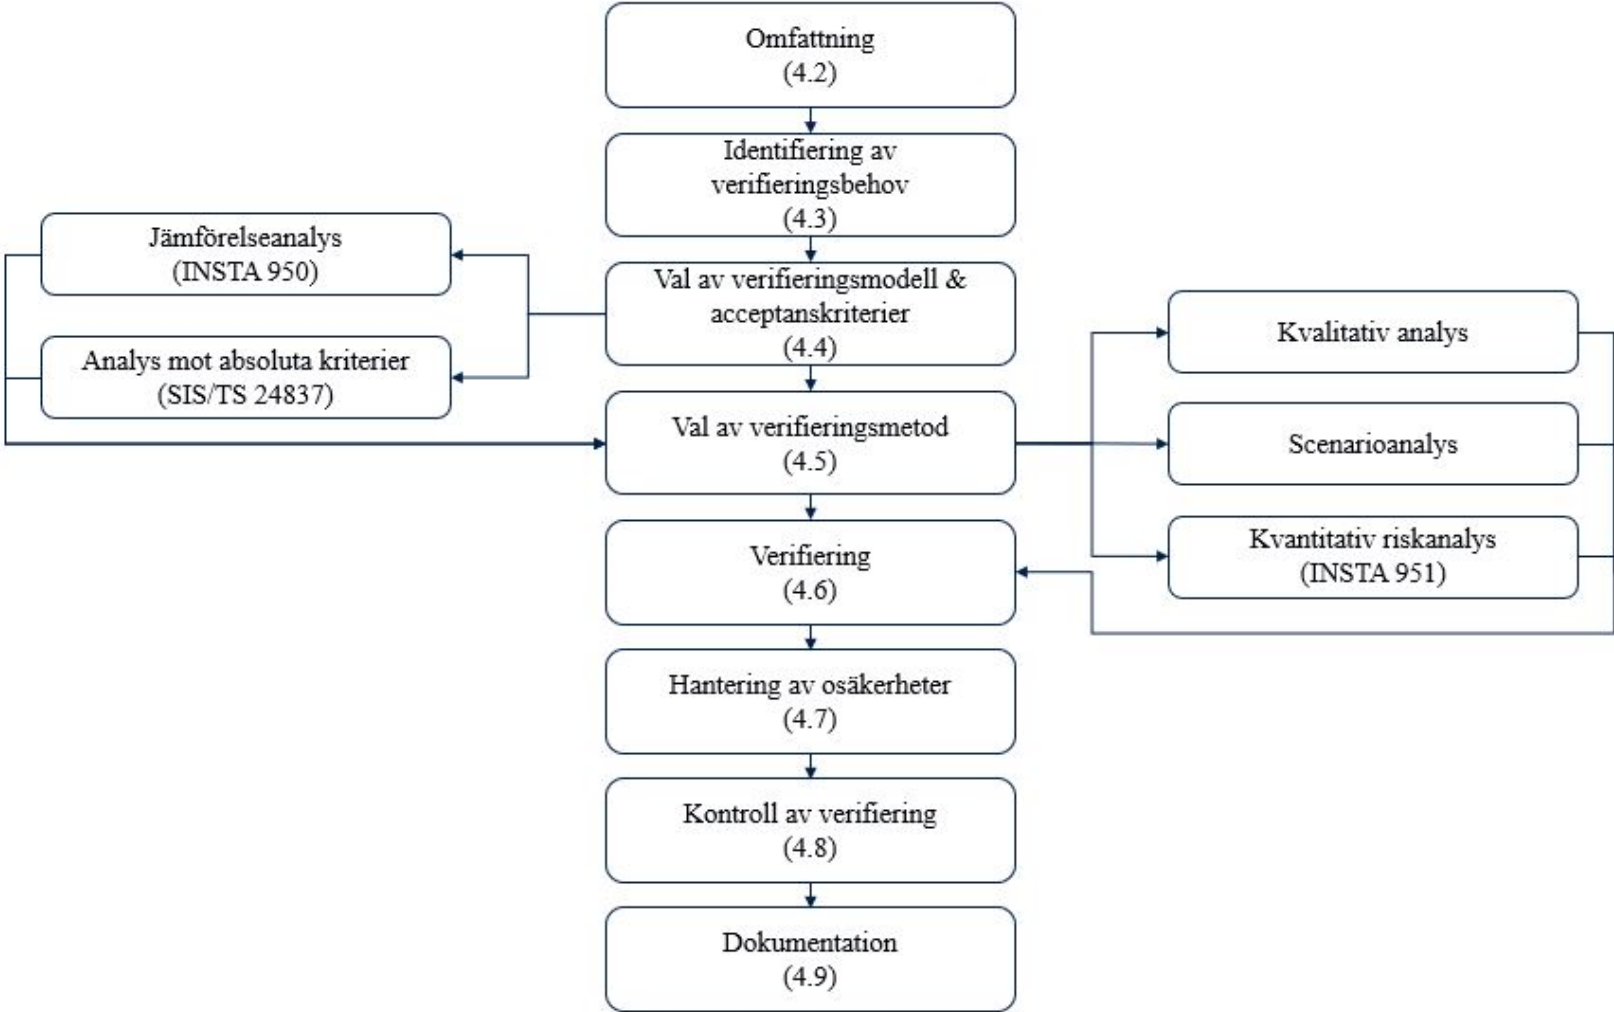 Omfattning
(4.2)
Identifiering av
verifieringsbehov
(4.3)
Jämförelseanalys
(INSTA 950)
Val av verifieringsmodell &
acceptanskriterier
(4.4)
Analys mot absoluta kriterier
(SIS/TS 24837)
Kvalitativ analys
Val av verifieringsmetod
(4.5)
Scenarioanalys
Kvantitativ riskanalys
(INSTA 951)
Verifiering
(4.6)
Hantering av osäkerheter
(4.7)
Kontroll av verifiering
(4.8)
Dokumentation
(4.9)